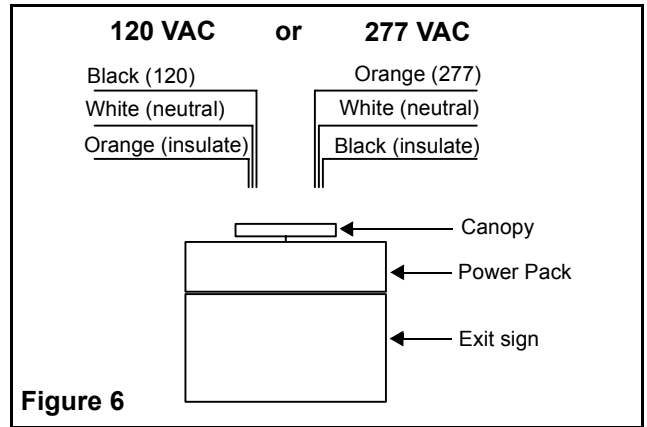 120 VAC or 277 VAC
Black (120)
White (neutral)
Orange (insulate)
Orange (277)
White (neutral)
Black (insulate)
Canopy
Power Pack
Exit sign
Figure 6